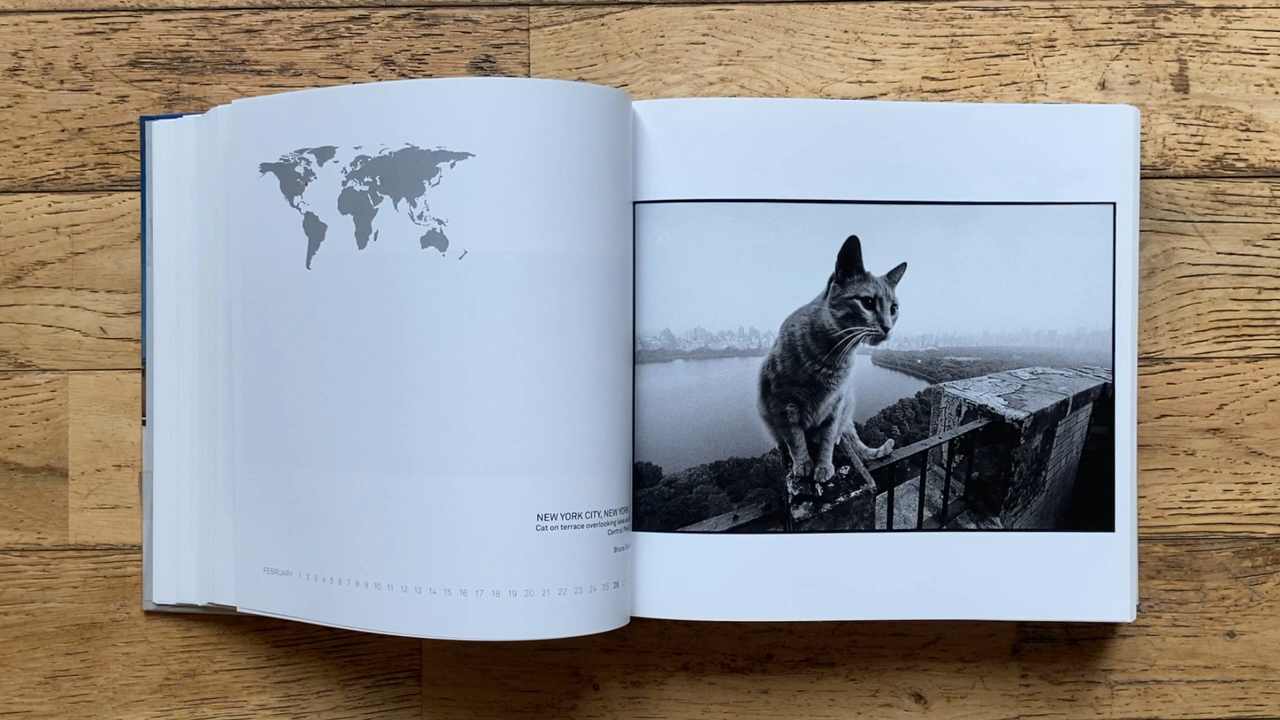 NEW YORK CITY, NEW YORK
Cat on terrace overlooking lake
Central
Bruce
FEBRUARY 1 2 3 4 5 6 7 8 9 10 11 12 13 14 15 16 17 18 19 20 21 22 23 24 25 26